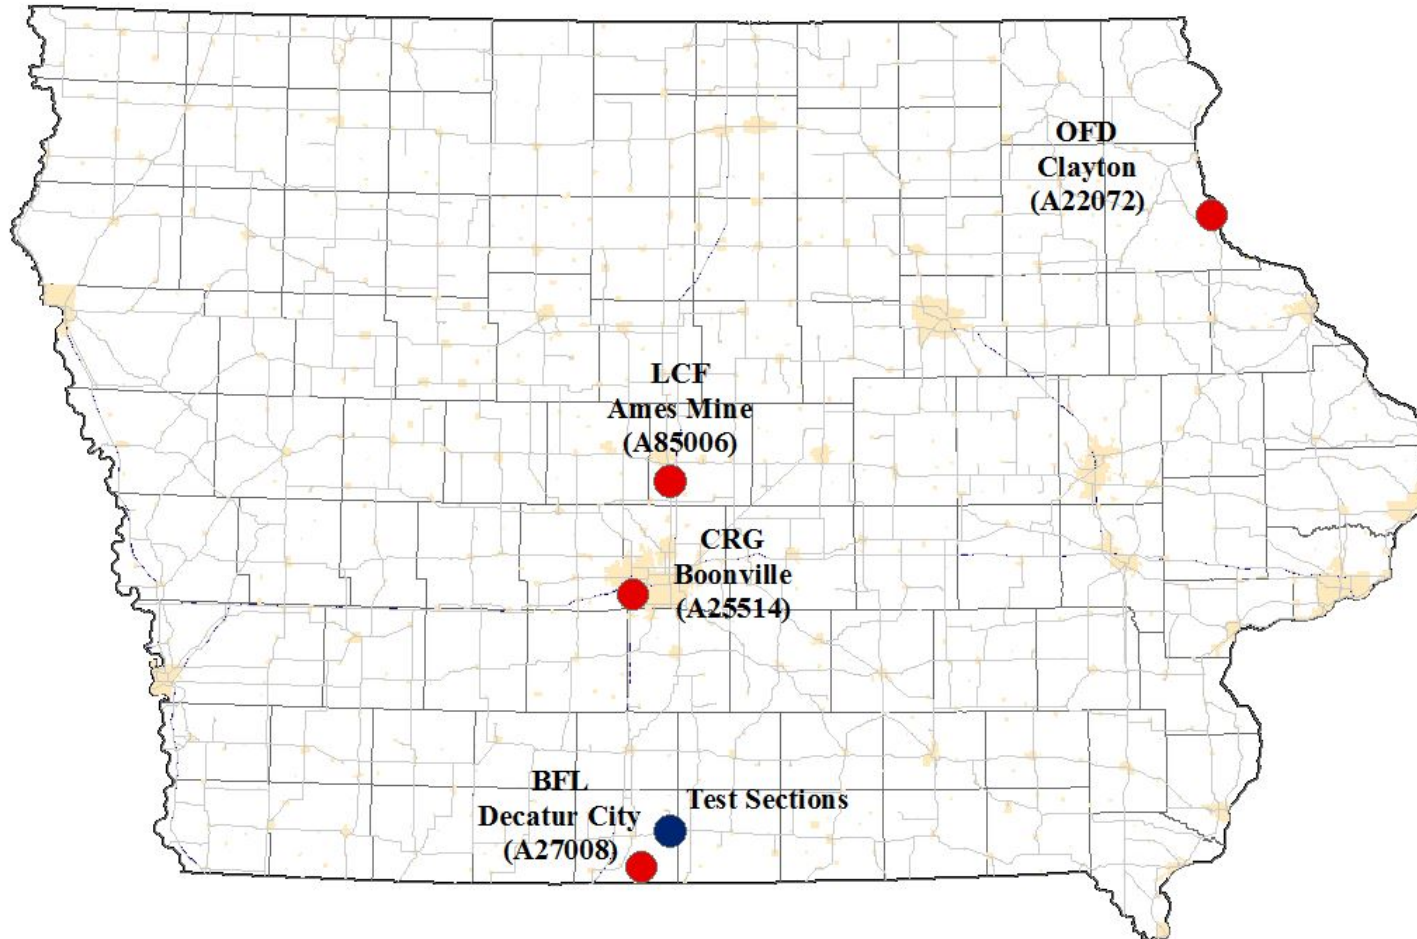 OFD
Clayton
(A22072)
LCF
Ames Mine
(A85006)
CRG
Boonville
(A25514)
BFL
Decatur City
(A27008)
Test Sections